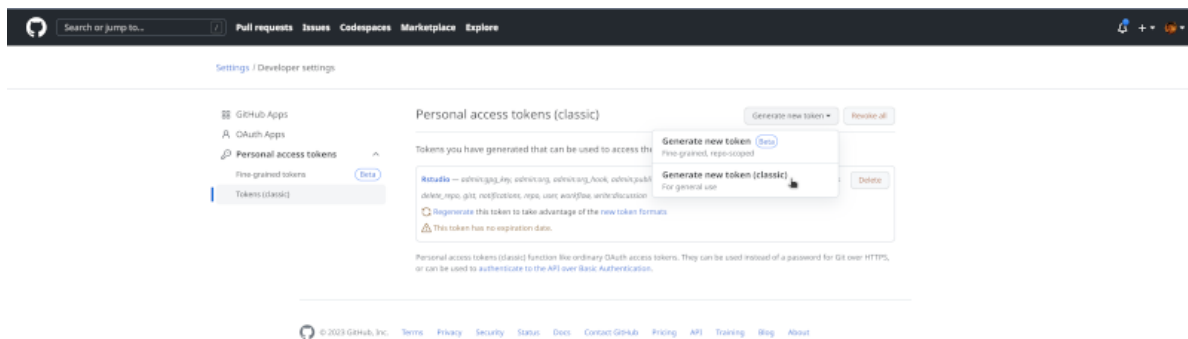 Search or jump to... / Pull requests Issues Codespaces Marketplace Explore
Settings / Developer settings
GitHub Apps
OAuth Apps
Personal access tokens
Fine-grained tokens Beta
Tokens (classic)
Personal access tokens (classic)
Generate new token Revoke all
Generate new token Beta
Fine-grained, repo-scoped
Generate new token (classic)
For general use
Tokens you have generated that can be used to access the
Rstudio — admin:gpg_key, admin:org, admin:org_hook, admin:publi
Delete
delete_repo, gist, notifications, repo, user, workflow, write:discussion
Regenerate this token to take advantage of the new token formats.
This token has no expiration date.
Personal access tokens (classic) function like ordinary OAuth access tokens. They can be used instead of a password for Git over HTTPS,
or can be used to authenticate to the API over Basic Authentication.
© 2023 GitHub, Inc. Terms Privacy Security Status Docs Contact GitHub Pricing API Training Blog About